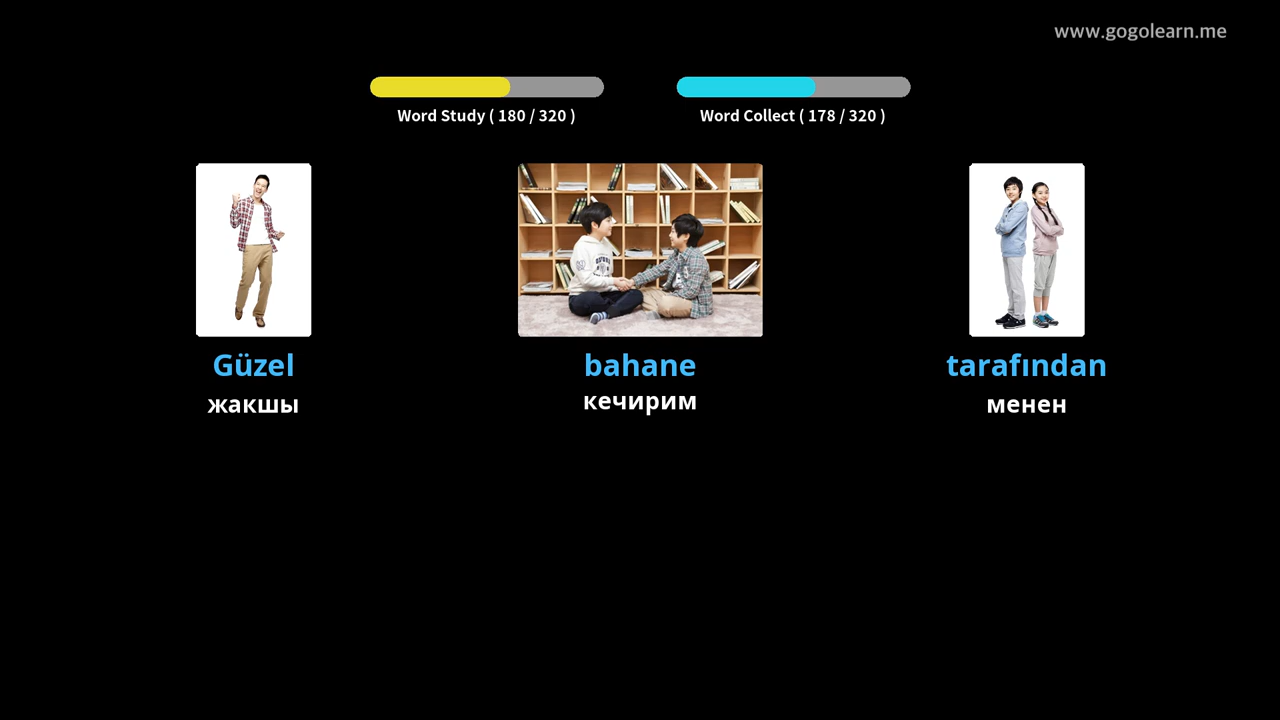 www.gogolearn.me
Word Study ( 180 / 320 )
Word Collect ( 178 / 320 )
Güzel
bahane
tarafından
жакшы
кечирим
менен